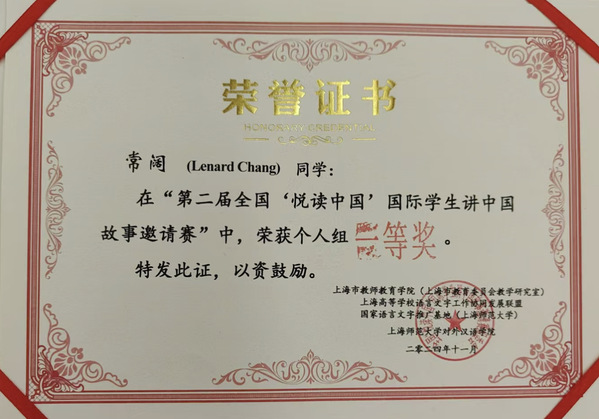 荣誉证书
HONORARY CREDENTIAL
常阔 (Lenard Chang) 同学：
在“第二届全国‘悦读中国’国际学生讲中国
故事邀请赛”中，荣获个人组等奖。
特发此证，以资鼓励。
上海市教师教育学院（上海市教育委员会教学研究室）
上海高等学校语言文字工作协同发展联盟
国家语言文字推广基地（上海师范大学）
上海师范大学对外汉语学院
二〇二四年十一月